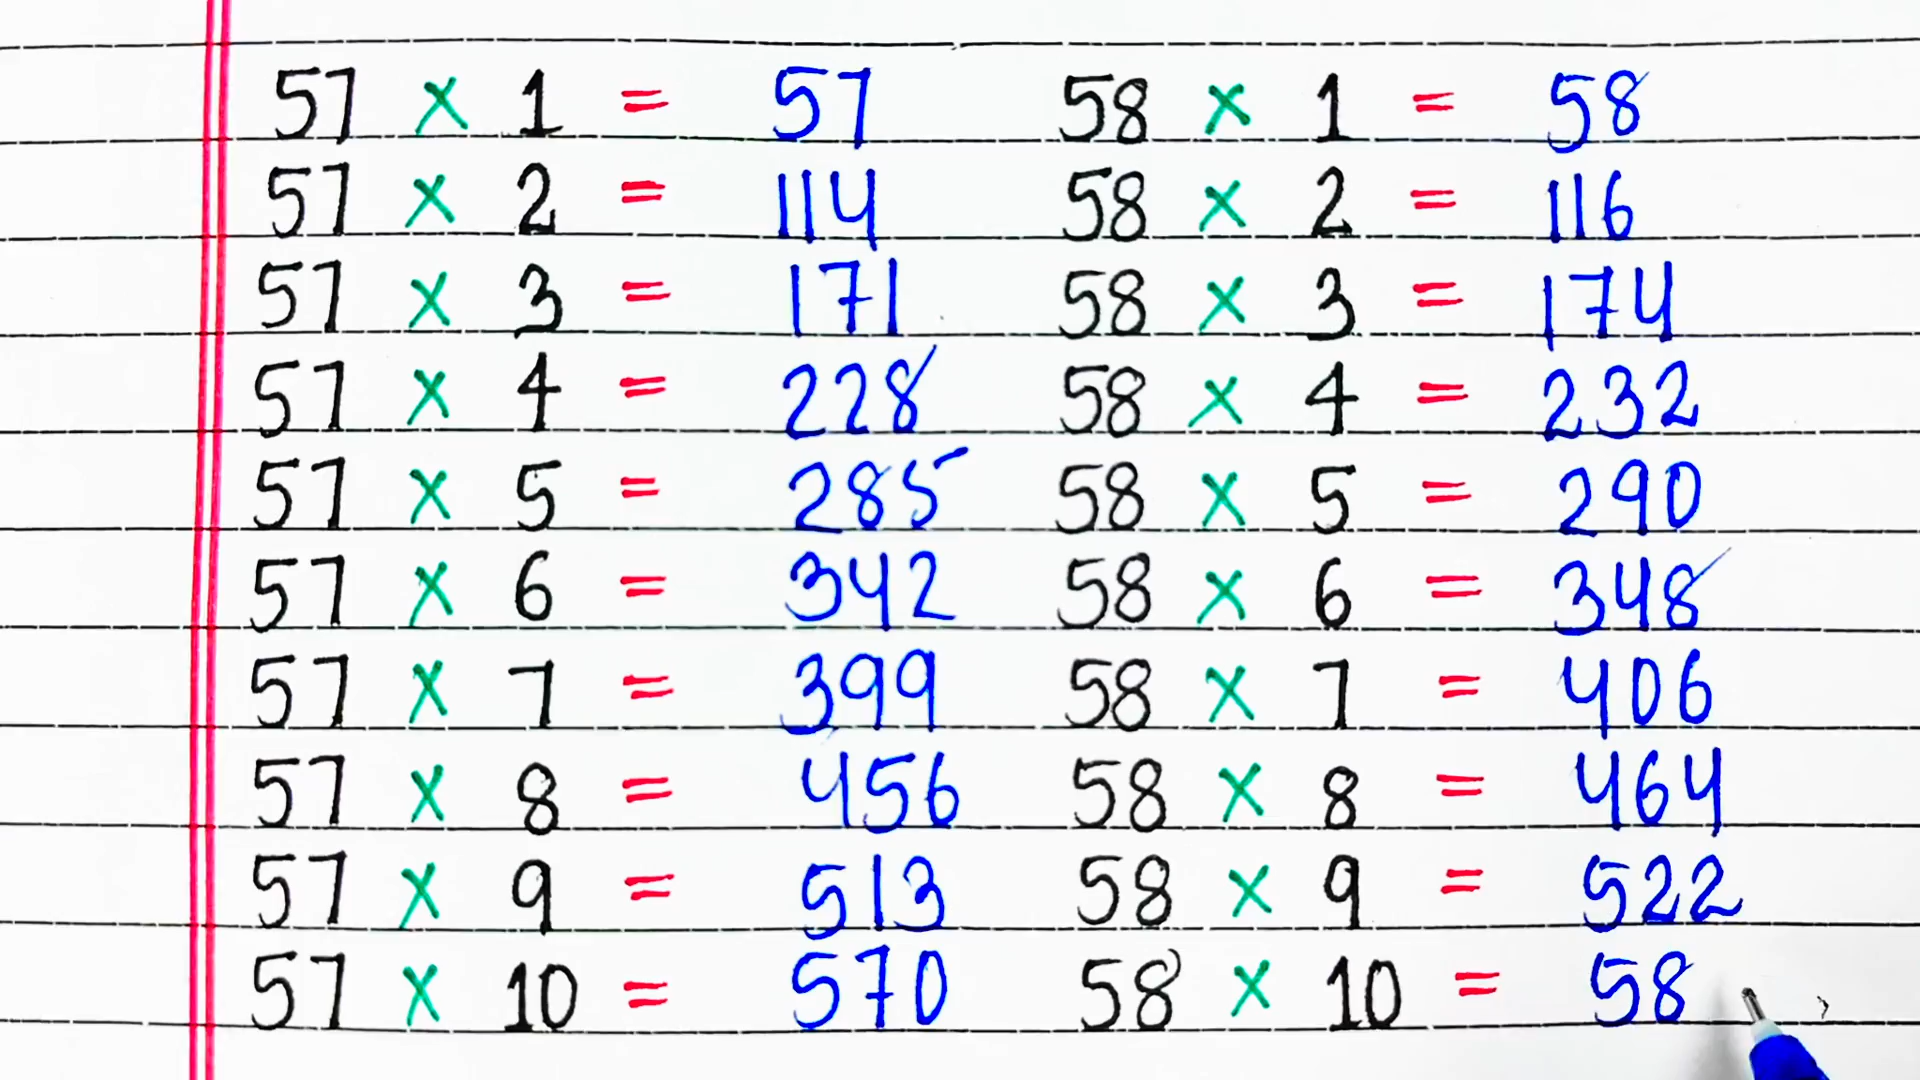 57 × 1 = 57 58 × 1 = 58
57 × 2 = 114 58 × 2 = 116
57 × 3 = 171 58 × 3 = 174
57 × 4 = 228 58 × 4 = 232
57 × 5 = 285 58 × 5 = 290
57 × 6 = 342 58 × 6 = 348
57 × 7 = 399 58 × 7 = 406
57 × 8 = 456 58 × 8 = 464
57 × 9 = 513 58 × 9 = 522
57 × 10 = 570 58 × 10 = 58